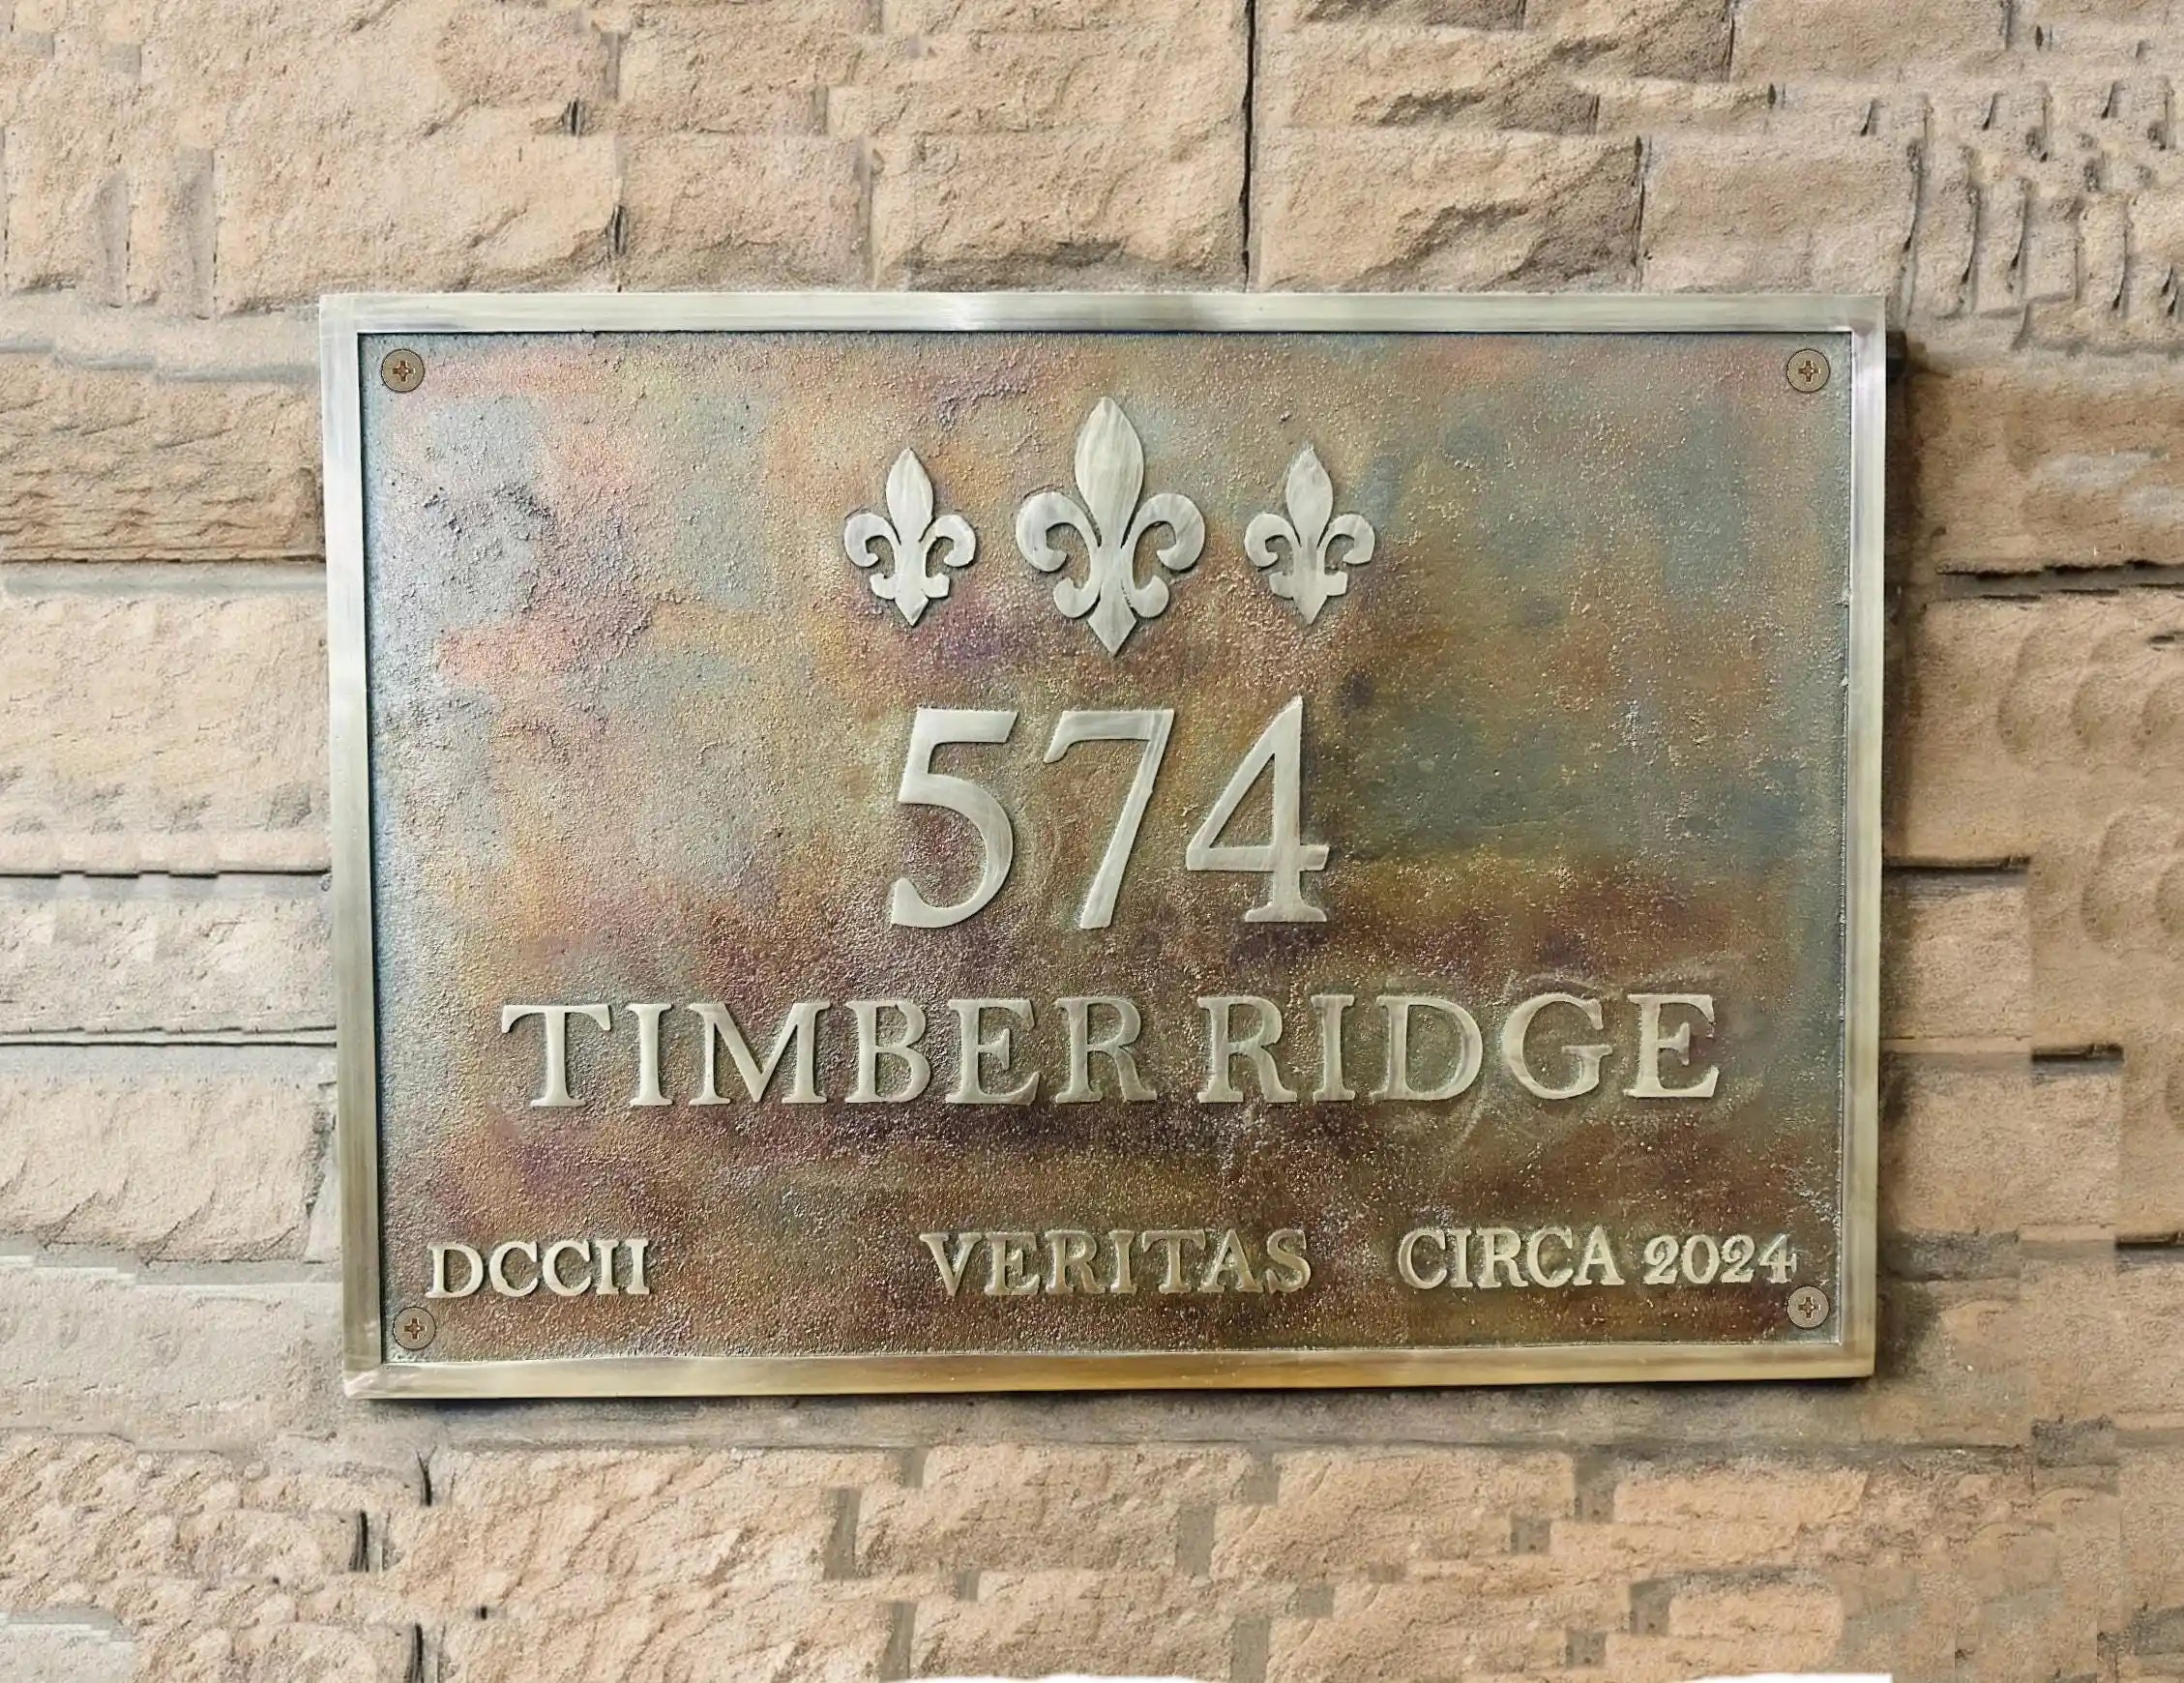 574
TIMBER RIDGE
DCCII VERITAS CIRCA 2024